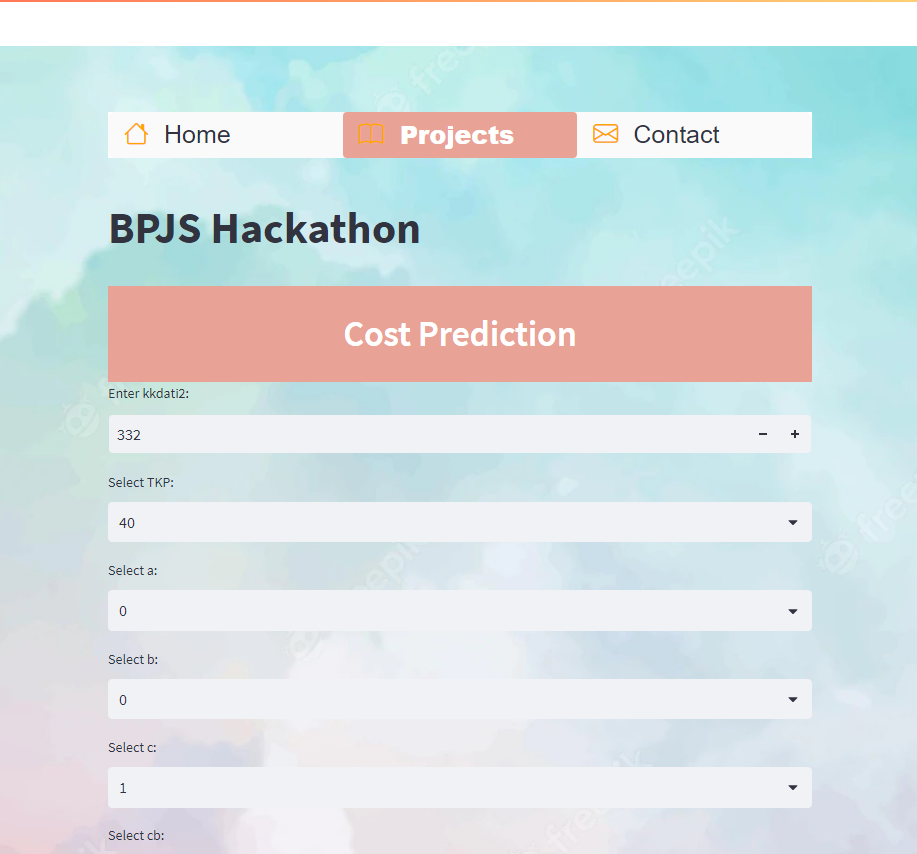 Home
Projects
Contact
BPJS Hackathon
Cost Prediction
Enter kkdati2:
332
Select TKP:
40
Select a:
0
Select b:
0
Select c:
1
Select cb:
freepik